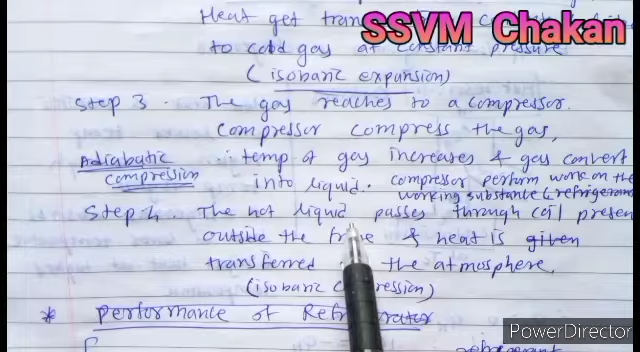 Heat get
SSVM Chakan
to cold gas at constant pressure
(isobaric expansion)
Step 3. The gas reaches to a compressor.
Compressor compress the gas,
Adiabatic compression
∴ temp of gas increases & gas convert
into liquid. compressor perform work on the
working substance (refrigerant
Step 4. The hot liquid passes through coil present
outside the & heat is given
transferred the atmosphere.
(isobaric
* Performance of Refrigerator
PowerDirector
refrigerant